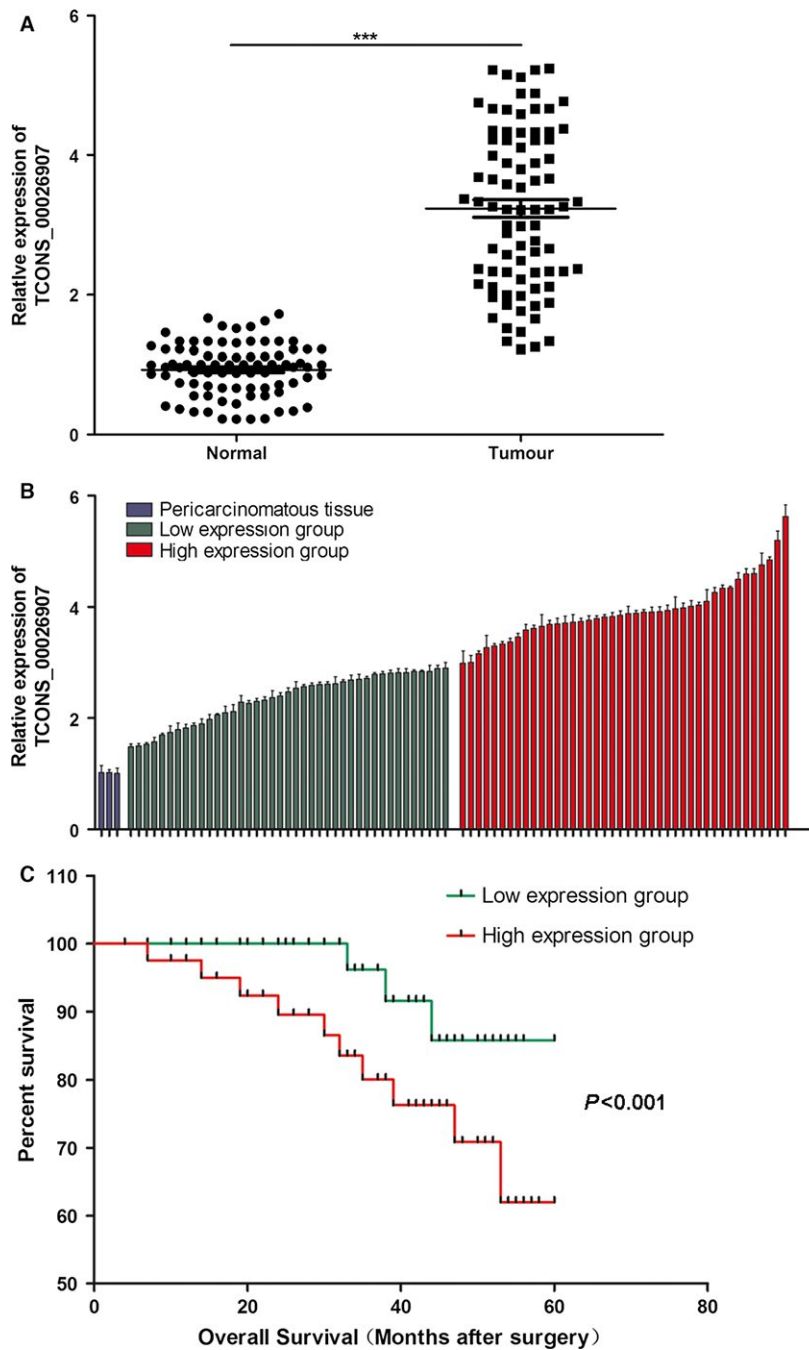 A
Relative expression of
TCONS_00026907
6
4
2
0
***
Normal
Tumour
B
Relative expression of
TCONS_00026907
6
4
2
0
Pericarcinomatous tissue
Low expression group
High expression group
C
Percent survival
110
100
90
80
70
60
50
Low expression group
High expression group
P<0.001
0
20
40
60
80
Overall Survival（Months after surgery）